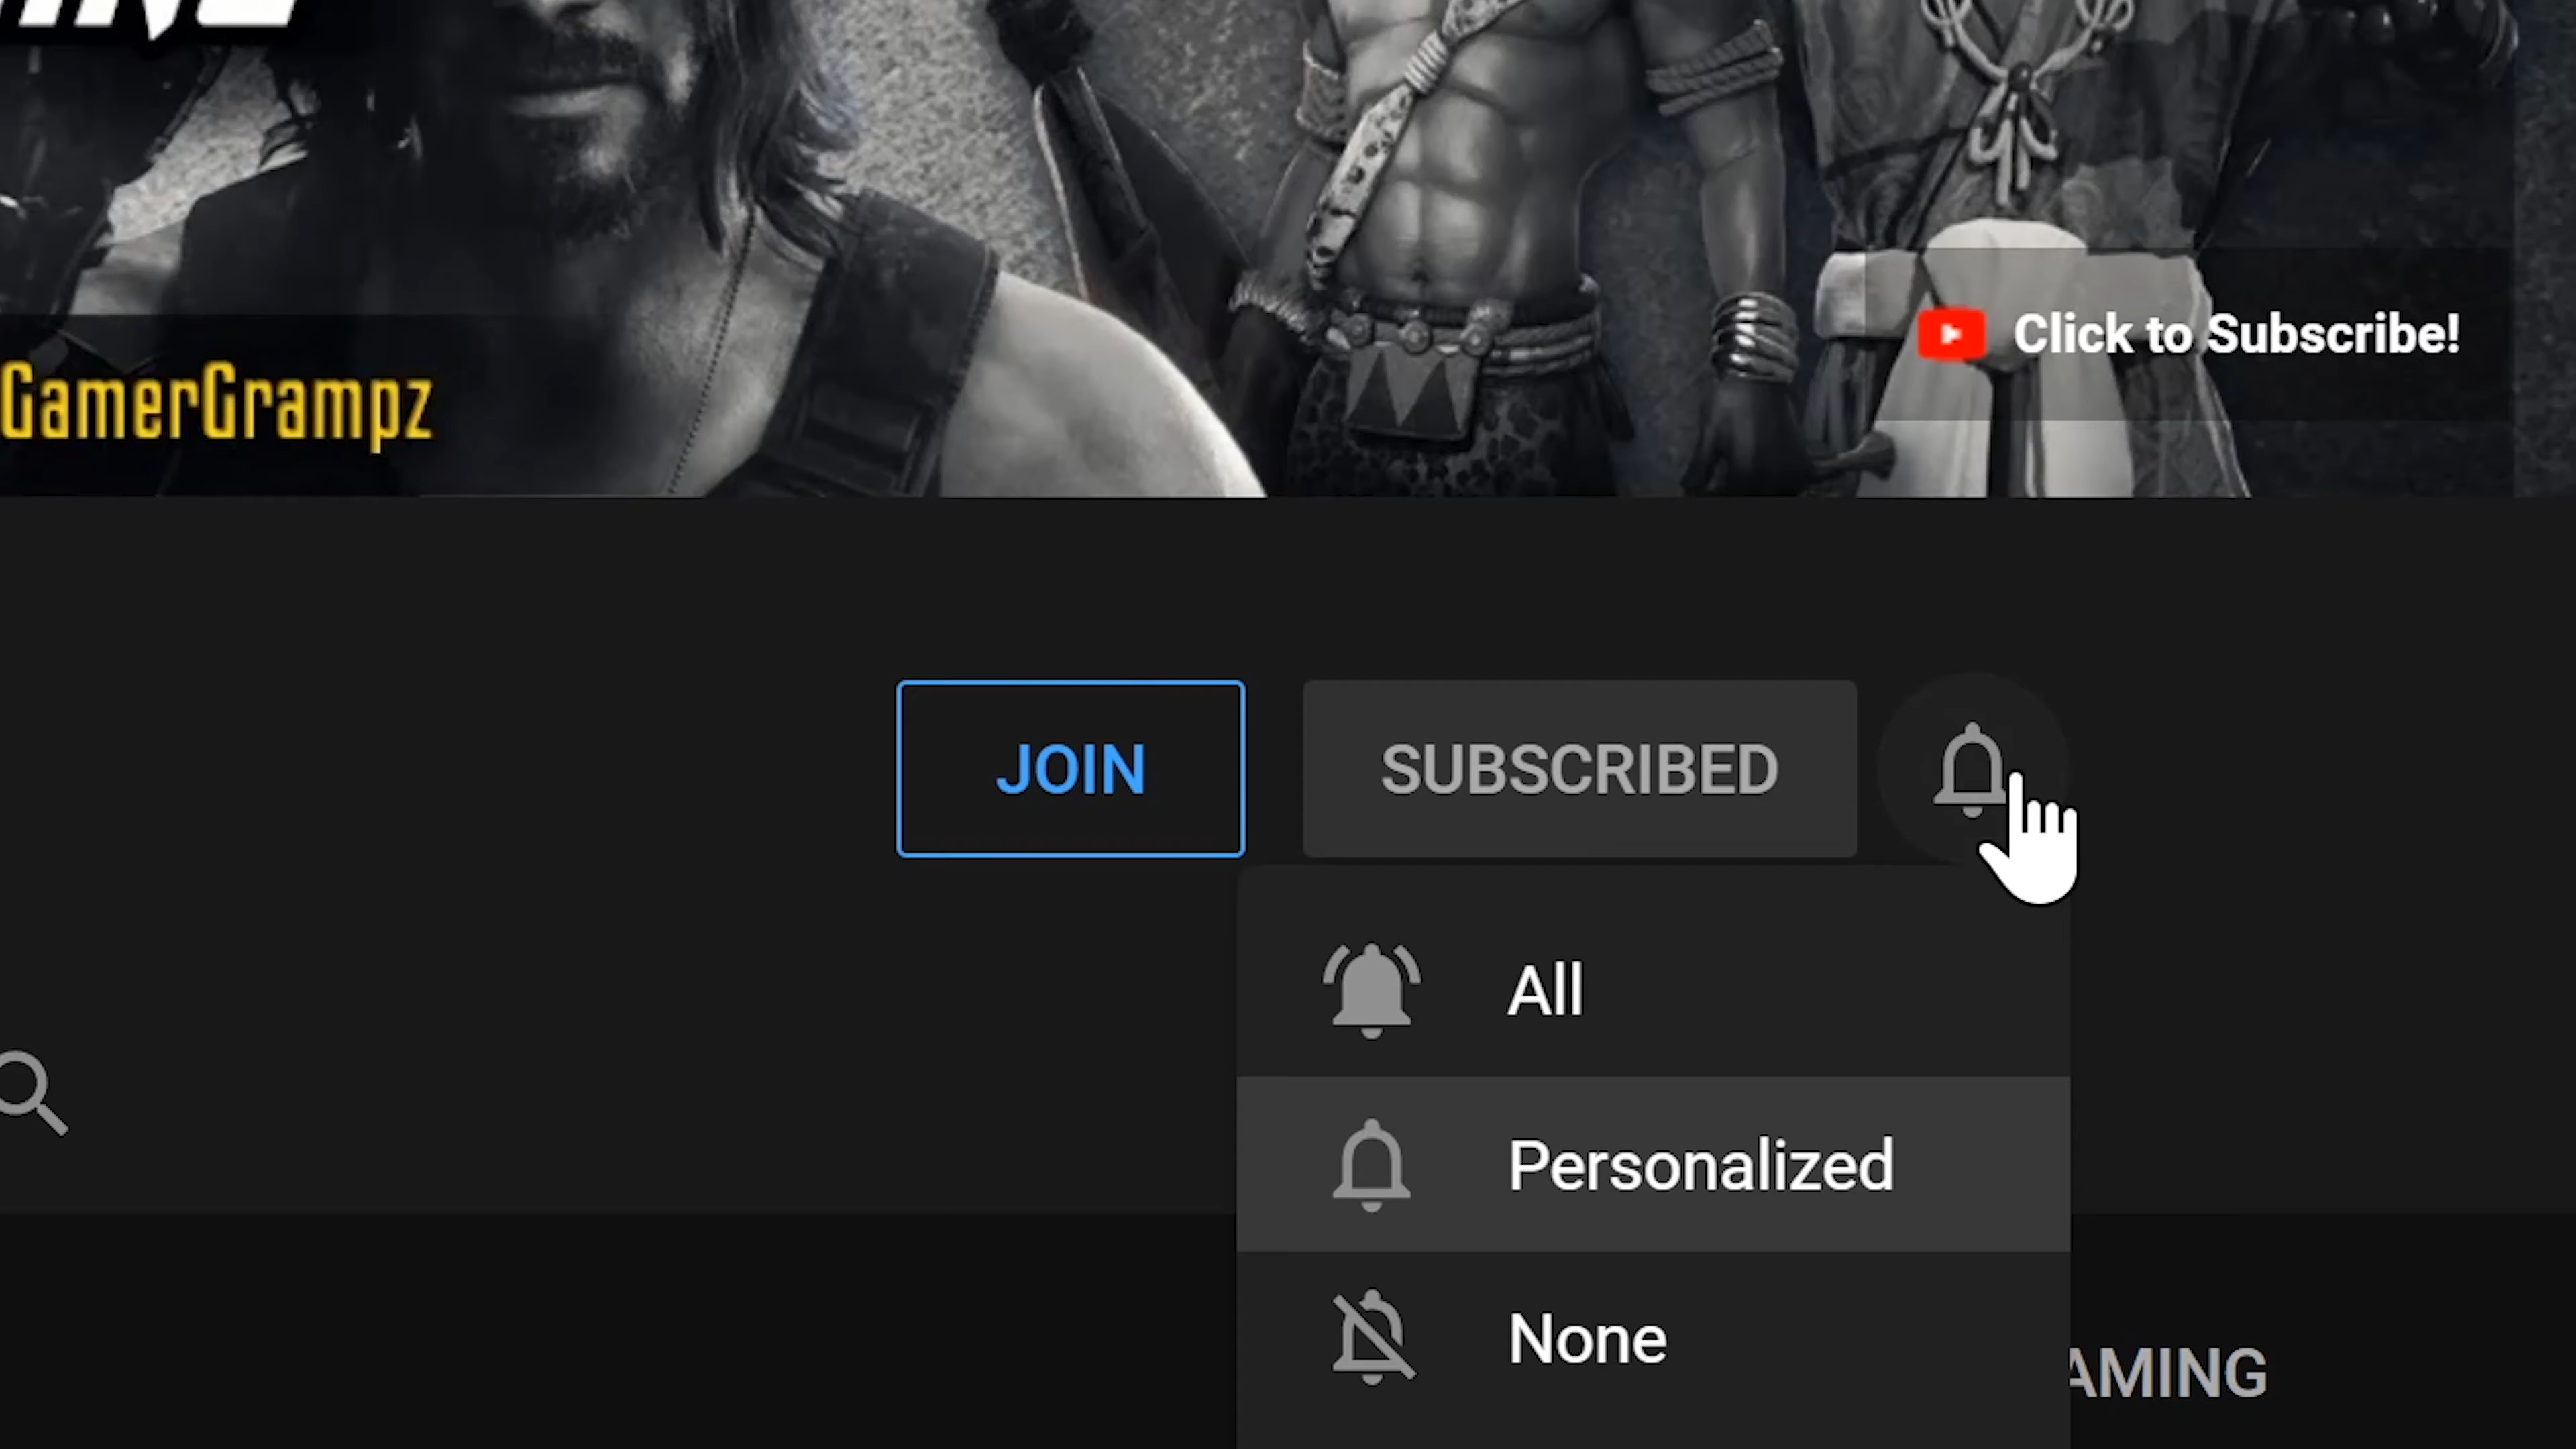 GamerGrampz
Click to Subscribe!
JOIN
SUBSCRIBED
All
Personalized
None
AMING